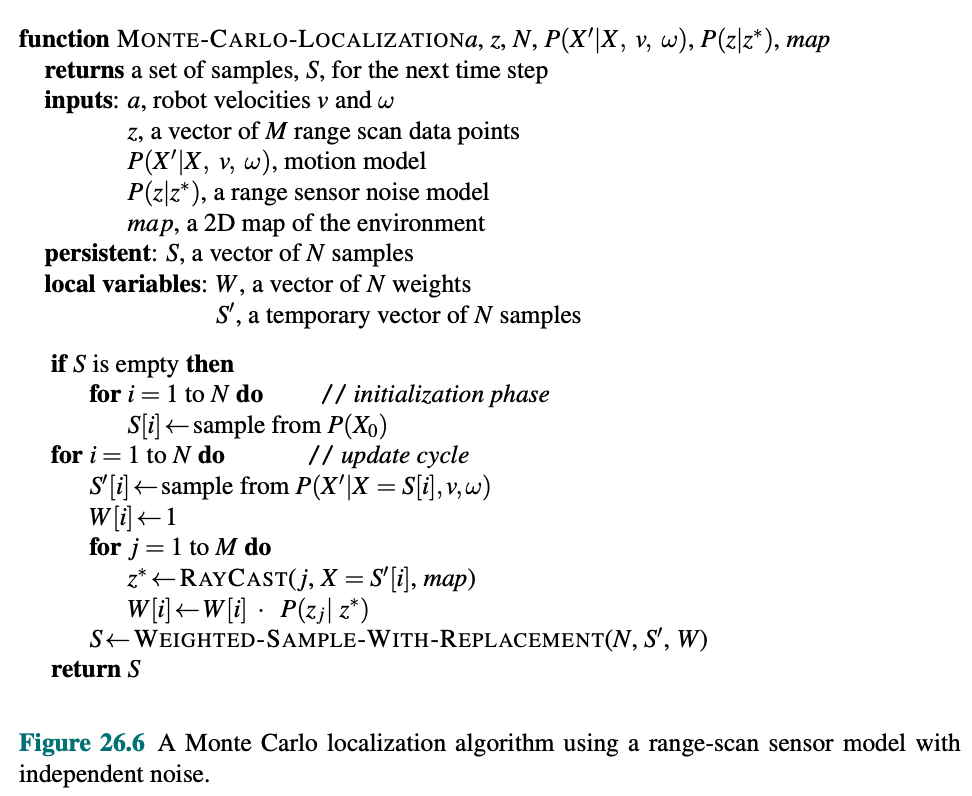 function MONTE-CARLO-LOCALIZATIONa, z, N, P(X′|X, v, ω), P(z|z*), map
returns a set of samples, S, for the next time step
inputs: a, robot velocities v and ω
z, a vector of M range scan data points
P(X′|X, v, ω), motion model
P(z|z*), a range sensor noise model
map, a 2D map of the environment
persistent: S, a vector of N samples
local variables: W, a vector of N weights
S′, a temporary vector of N samples
if S is empty then
for i = 1 to N do // initialization phase
S[i] ← sample from P(X₀)
for i = 1 to N do // update cycle
S′[i] ← sample from P(X′|X = S[i], v, ω)
W[i] ← 1
for j = 1 to M do
z* ← RAYCAST(j, X = S′[i], map)
W[i] ← W[i] · P(zⱼ| z*)
S ← WEIGHTED-SAMPLE-WITH-REPLACEMENT(N, S′, W)
return S
Figure 26.6 A Monte Carlo localization algorithm using a range-scan sensor model with
independent noise.